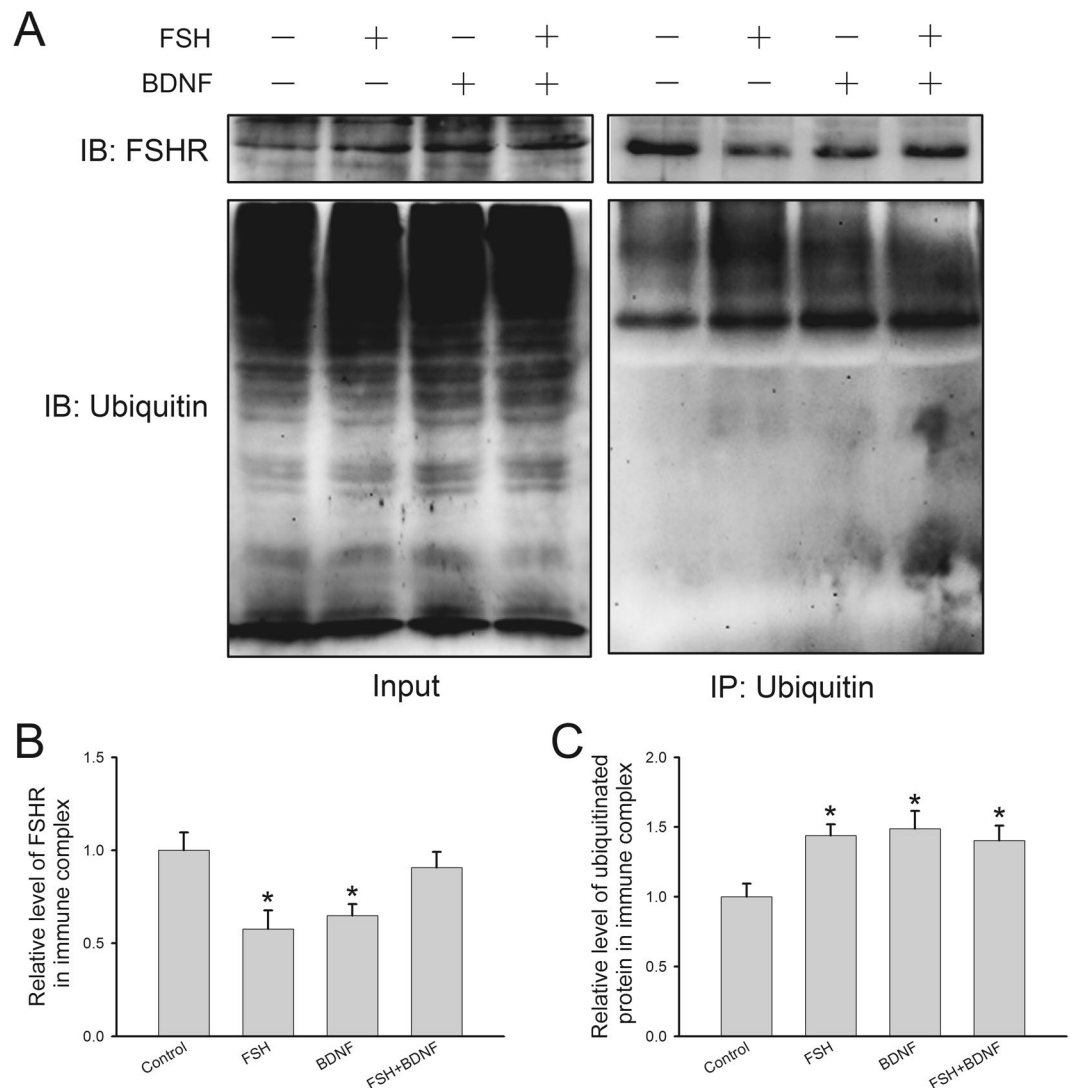 A
FSH − + − + − + − +
BDNF − − + + − − + +
IB: FSHR
IB: Ubiquitin
Input
IP: Ubiquitin
B
Relative level of FSHR
in immune complex
1.5
1.0
0.5
0.0
*
*
Control
FSH
BDNF
FSH+BDNF
C
Relative level of ubiquitinated
protein in immune complex
2.0
1.5
1.0
0.5
0.0
*
*
*
Control
FSH
BDNF
FSH+BDNF